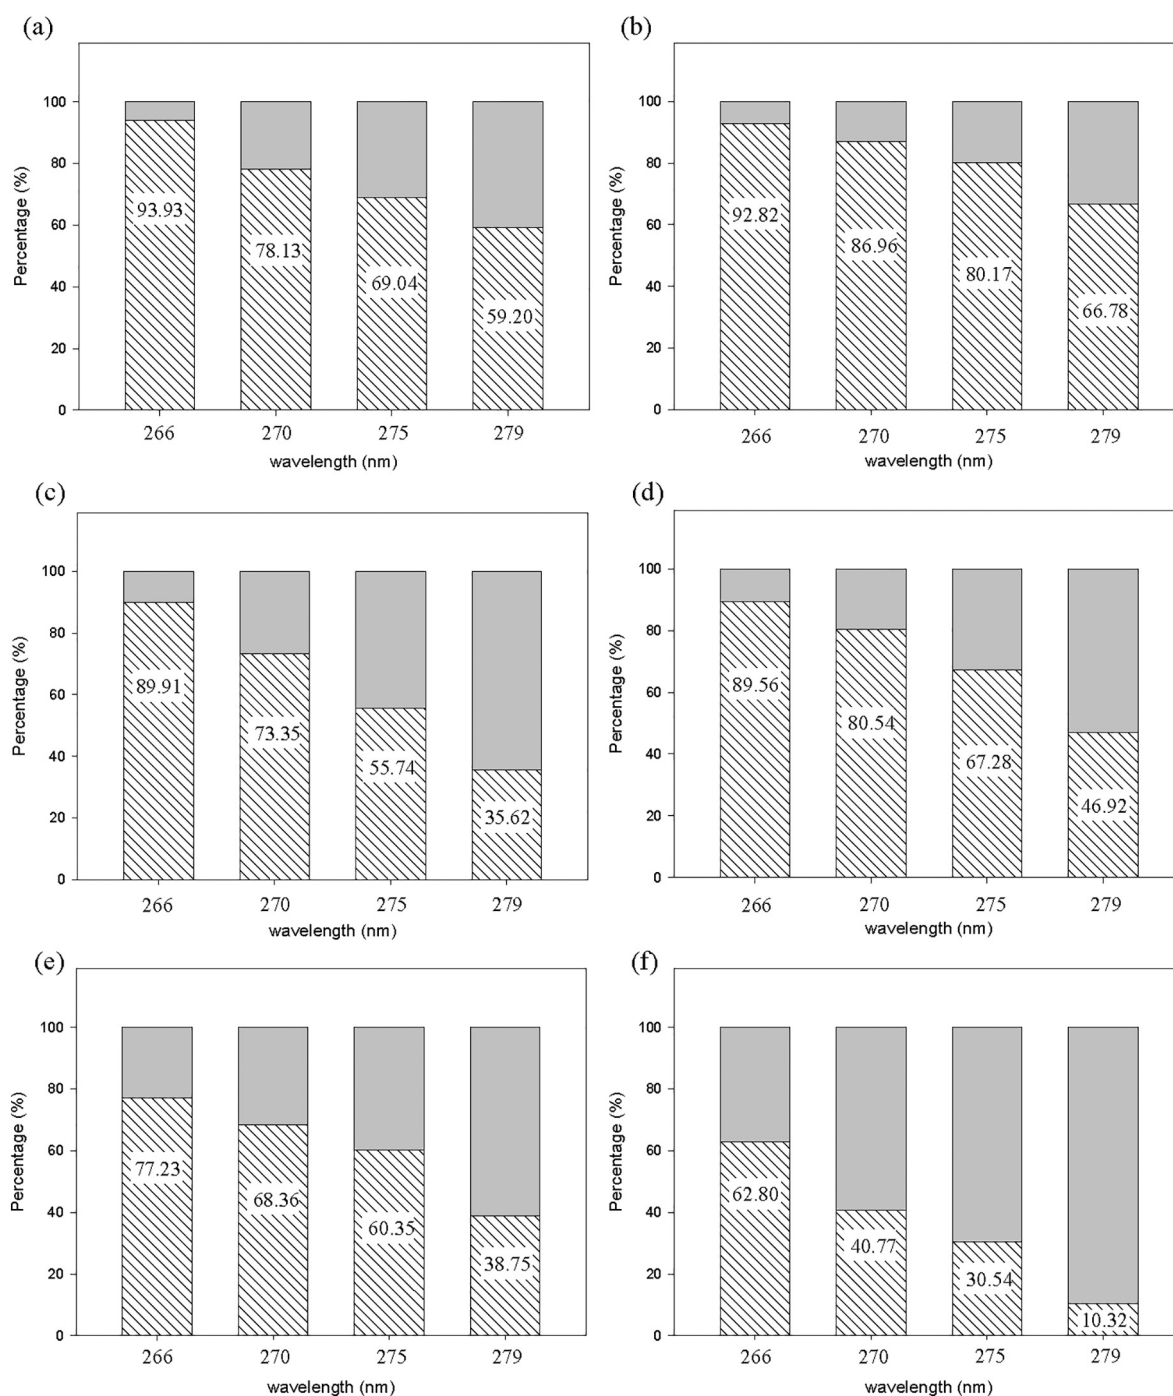 (a)
Percentage (%)
100
80
60
40
20
0
93.93
78.13
69.04
59.20
266 270 275 279
wavelength (nm)
(b)
Percentage (%)
100
80
60
40
20
0
92.82
86.96
80.17
66.78
266 270 275 279
wavelength (nm)
(c)
Percentage (%)
100
80
60
40
20
0
89.91
73.35
55.74
35.62
266 270 275 279
wavelength (nm)
(d)
Percentage (%)
100
80
60
40
20
0
89.56
80.54
67.28
46.92
266 270 275 279
wavelength (nm)
(e)
Percentage (%)
100
80
60
40
20
0
77.23
68.36
60.35
38.75
266 270 275 279
wavelength (nm)
(f)
Percentage (%)
100
80
60
40
20
0
62.80
40.77
30.54
10.32
266 270 275 279
wavelength (nm)